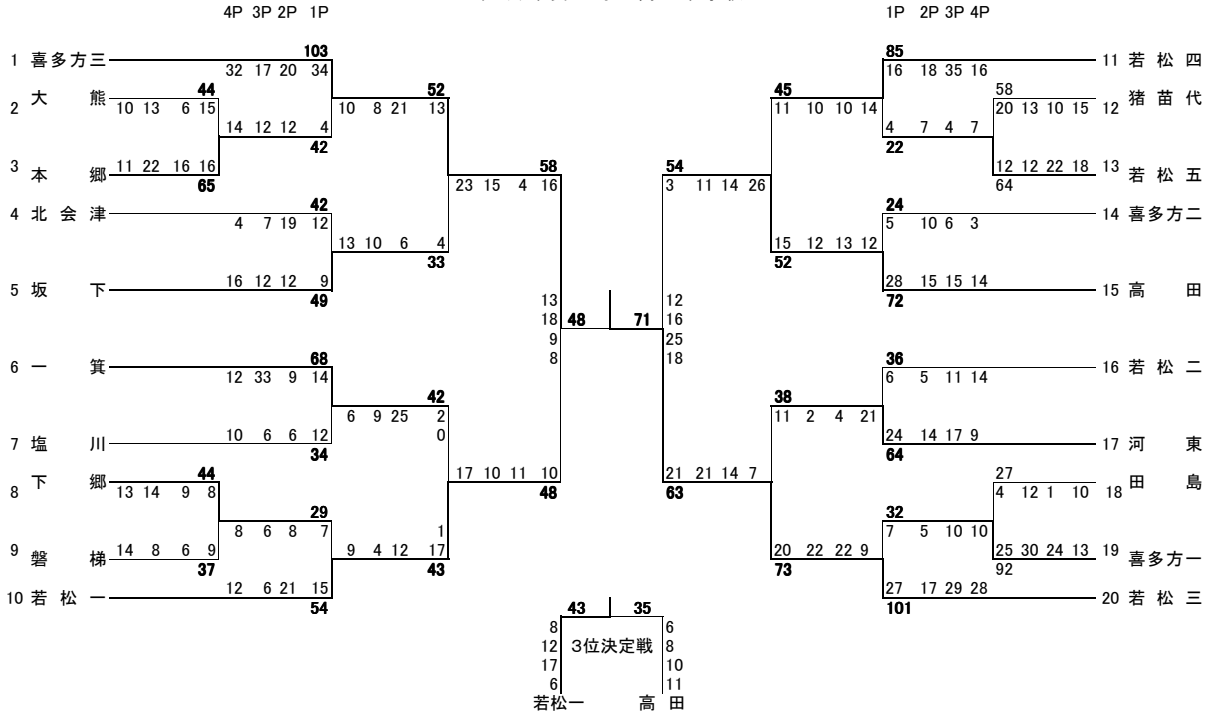 4P 3P 2P 1P 1P 2P 3P 4P
103 85
1 喜多方三 11 若松四
32 17 20 34 16 18 35 16
44 52 45 58
2 大熊 猪苗代 12
10 13 6 15 10 8 21 13 11 10 10 14 20 13 10 15
14 12 12 4 4 7 4 7
42 22
3 本郷 11 22 16 16 58 54 12 12 22 18 13 若松五
65 23 15 4 16 3 11 14 26 64
42 24
4 北会津 14 喜多方二
4 7 19 12 5 10 6 3
13 10 6 4 15 12 13 12
33 52
16 12 12 9 28 15 15 14
5 坂下 15 高田
49 72
13 12
18 48 71 16
9 25
8 18
68 36
6 一箕 16 若松二
12 33 9 14 6 5 11 14
42 38
6 9 25 2 11 2 4 21
0
10 6 6 12 24 14 17 9
7 塩川 17 河東
34 64
44 17 10 11 10 21 21 14 7 27
8 下郷 48 63 田島 18
13 14 9 8 4 12 1 10
29 32
8 6 8 7 7 5 10 10
1
9 磐梯 14 8 6 9 9 4 12 17 20 22 22 9 25 30 24 13 19 喜多方一
37 43 73 92
12 6 21 15 27 17 29 28
10 若松一 20 若松三
54 101
43 35
8 6
12 3位決定戦 8
17 10
6 11
若松一 高田